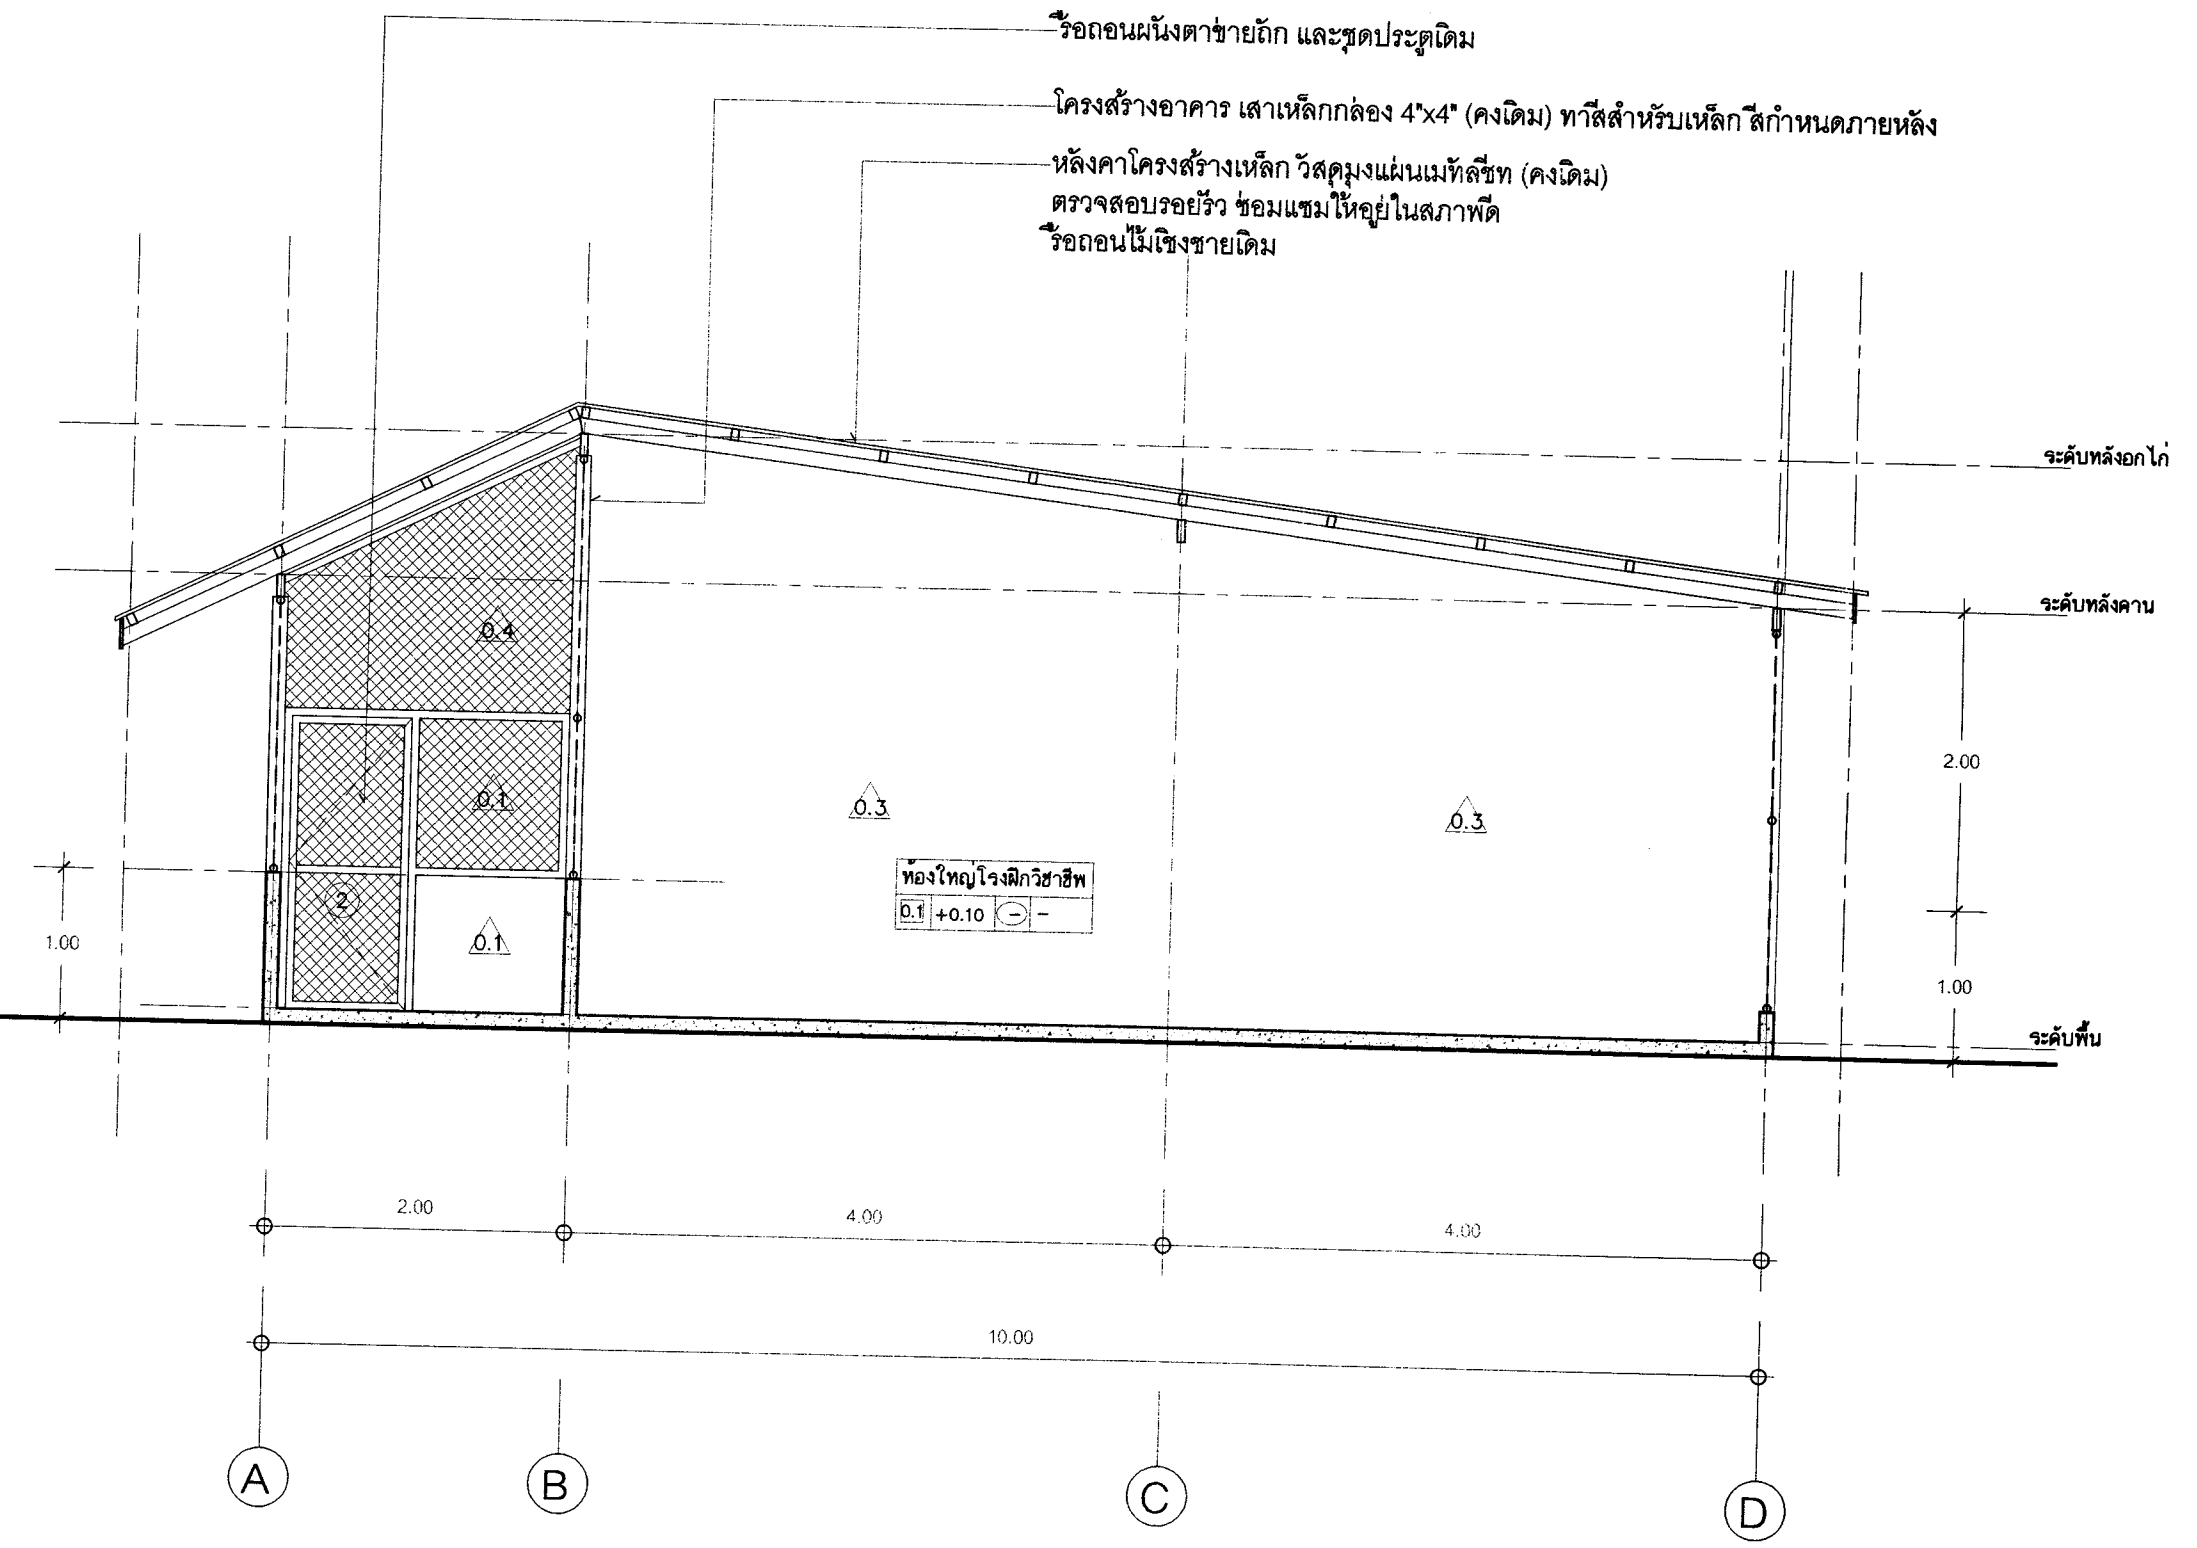 รื้อถอนผนังตาข่ายถัก และชุดประตูเดิม
โครงสร้างอาคาร เสาเหล็กกล่อง 4"x4" (คงเดิม) ทาสีสำหรับเหล็ก สีกำหนดภายหลัง
หลังคาโครงสร้างเหล็ก วัสดุมุงแผ่นเมทัลชีท (คงเดิม)
ตรวจสอบรอยรั่ว ซ่อมแซมให้อยู่ในสภาพดี
รื้อถอนไม้เชิงชายเดิม
ระดับหลังอกไก่
ระดับหลังคาน
0.4
2.00
0.1
0.3
0.3
ห้องใหญ่โรงฝึกวิชาชีพ
0.1 +0.10 - -
2
0.1
1.00
1.00
ระดับพื้น
2.00
4.00
4.00
10.00
A
B
C
D